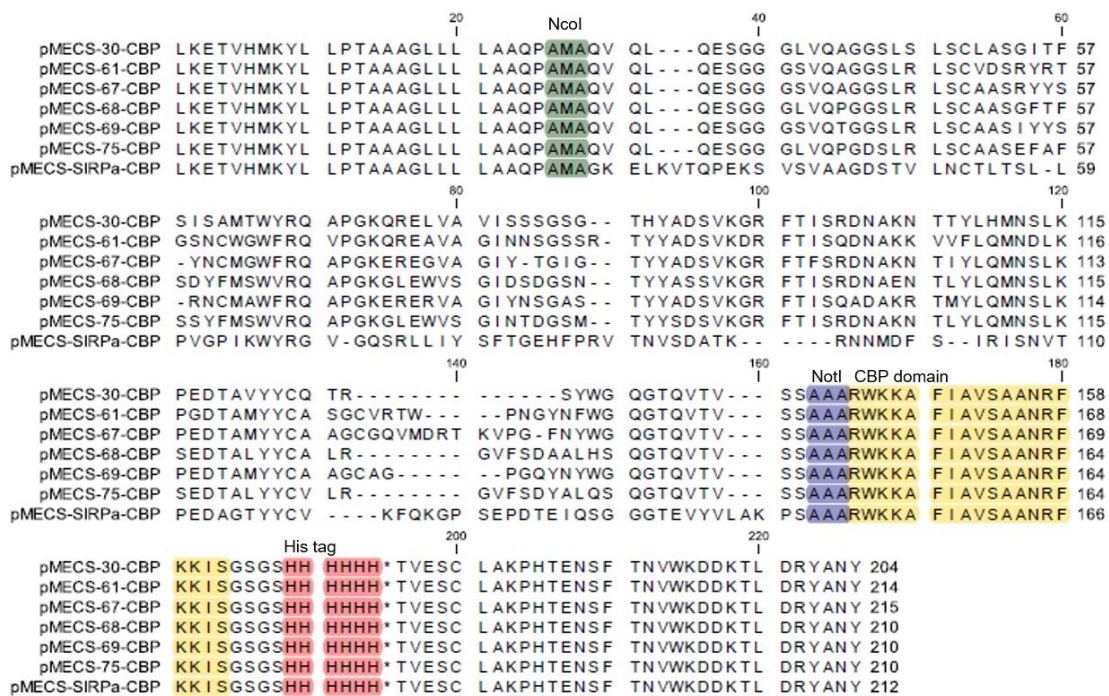 20 40 60
NcoI
pMECS-30-CBP LKETVHMKYL LPTAAAGLLL LAAQPAMAQV QL---QESGG GLVQAGGSLS LSCLASGITF 57
pMECS-61-CBP LKETVHMKYL LPTAAAGLLL LAAQPAMAQV QL---QESGG GSVQAGGSLR LSCVDSRYRT 57
pMECS-67-CBP LKETVHMKYL LPTAAAGLLL LAAQPAMAQV QL---QESGG GSVQAGGSLR LSCAASRYYS 57
pMECS-68-CBP LKETVHMKYL LPTAAAGLLL LAAQPAMAQV QL---QESGG GLVQPGGSLR LSCAASGFTF 57
pMECS-69-CBP LKETVHMKYL LPTAAAGLLL LAAQPAMAQV QL---QESGG GSVQTGGSLR LSCAASIYYS 57
pMECS-75-CBP LKETVHMKYL LPTAAAGLLL LAAQPAMAQV QL---QESGG GLVQPGDSLR LSCAASEFAF 57
pMECS-SIRPa-CBP LKETVHMKYL LPTAAAGLLL LAAQPAMAGK ELKVTQPEKS VSVAAGDSTV LNCTLTSL-L 59
80 100 120
pMECS-30-CBP SISAMTWYRQ APGKQRELVA VISSSGSG-- THYADSVKGR FTISRDNAKN TTYLHMNSLK 115
pMECS-61-CBP GSNCWGWFRQ VPGKQREAVA GINNSGSSR- TYYADSVKDR FTISQDNAKK VVFLQMNDLK 116
pMECS-67-CBP -YNCMGWFRQ APGKEREGVA GIY-TGIG-- TYYADSVKGR FTFSRDNAKN TIYLQMNSLK 113
pMECS-68-CBP SDYFMSWVRQ APGKGLEWVS GIDSDGSN-- TYYADSVKGR FTISRDNAEN TLYLQMNSLK 115
pMECS-69-CBP -RNCMAWFRQ APGKERERVA GIYNSGAS-- TYYADSVKGR FTISQADAKR TMYLQMNSLK 114
pMECS-75-CBP SSYFMSWVRQ APGKGLEWVS GINTDGSM-- TYYSDSVKGR FTISRDNAKN TLYLQMNSLK 115
pMECS-SIRPa-CBP PVGPIKWYRG V-GQSRLLIY SFTGEHFPRV TNVSDATK-- ---RNNMDFS --IRISNVT 110
140 160 180
NotI CBP domain
pMECS-30-CBP PEDTAVYYCQ TR-------- ------SYWG QGTQVTV--- SSAAARWKKA FIAVSAANRF 158
pMECS-61-CBP PGDTAMYYCA SGCVRTW--- --PNGYNFWG QGTQVTV--- SSAAARWKKA FIAVSAANRF 168
pMECS-67-CBP PEDTAMYYCA AGCGQVMDRT KVPG-FNYWG QGTQVTV--- SSAAARWKKA FIAVSAANRF 169
pMECS-68-CBP SEDTALYYCA LR-------- GVFSDAALHS QGTQVTV--- SSAAARWKKA FIAVSAANRF 164
pMECS-69-CBP PEDTAMYYCA AGCAG----- --PGQYNYWG QGTQVTV--- SSAAARWKKA FIAVSAANRF 164
pMECS-75-CBP SEDTALYYCV LR-------- GVFSDYALQS QGTQVTV--- SSAAARWKKA FIAVSAANRF 164
pMECS-SIRPa-CBP PEDAGTYYCV ----KFQKGP SEPDTEIQSG GGTEVYVLAK PSAAARWKKA FIAVSAANRF 166
200 220
His tag
pMECS-30-CBP KKISGSGSHH HHHH*TVESC LAKPHTENSF TNVWKDDKTL DRYANY 204
pMECS-61-CBP KKISGSGSHH HHHH*TVESC LAKPHTENSF TNVWKDDKTL DRYANY 214
pMECS-67-CBP KKISGSGSHH HHHH*TVESC LAKPHTENSF TNVWKDDKTL DRYANY 215
pMECS-68-CBP KKISGSGSHH HHHH*TVESC LAKPHTENSF TNVWKDDKTL DRYANY 210
pMECS-69-CBP KKISGSGSHH HHHH*TVESC LAKPHTENSF TNVWKDDKTL DRYANY 210
pMECS-75-CBP KKISGSGSHH HHHH*TVESC LAKPHTENSF TNVWKDDKTL DRYANY 210
pMECS-SIRPa-CBP KKISGSGSHH HHHH*TVESC LAKPHTENSF TNVWKDDKTL DRYANY 212